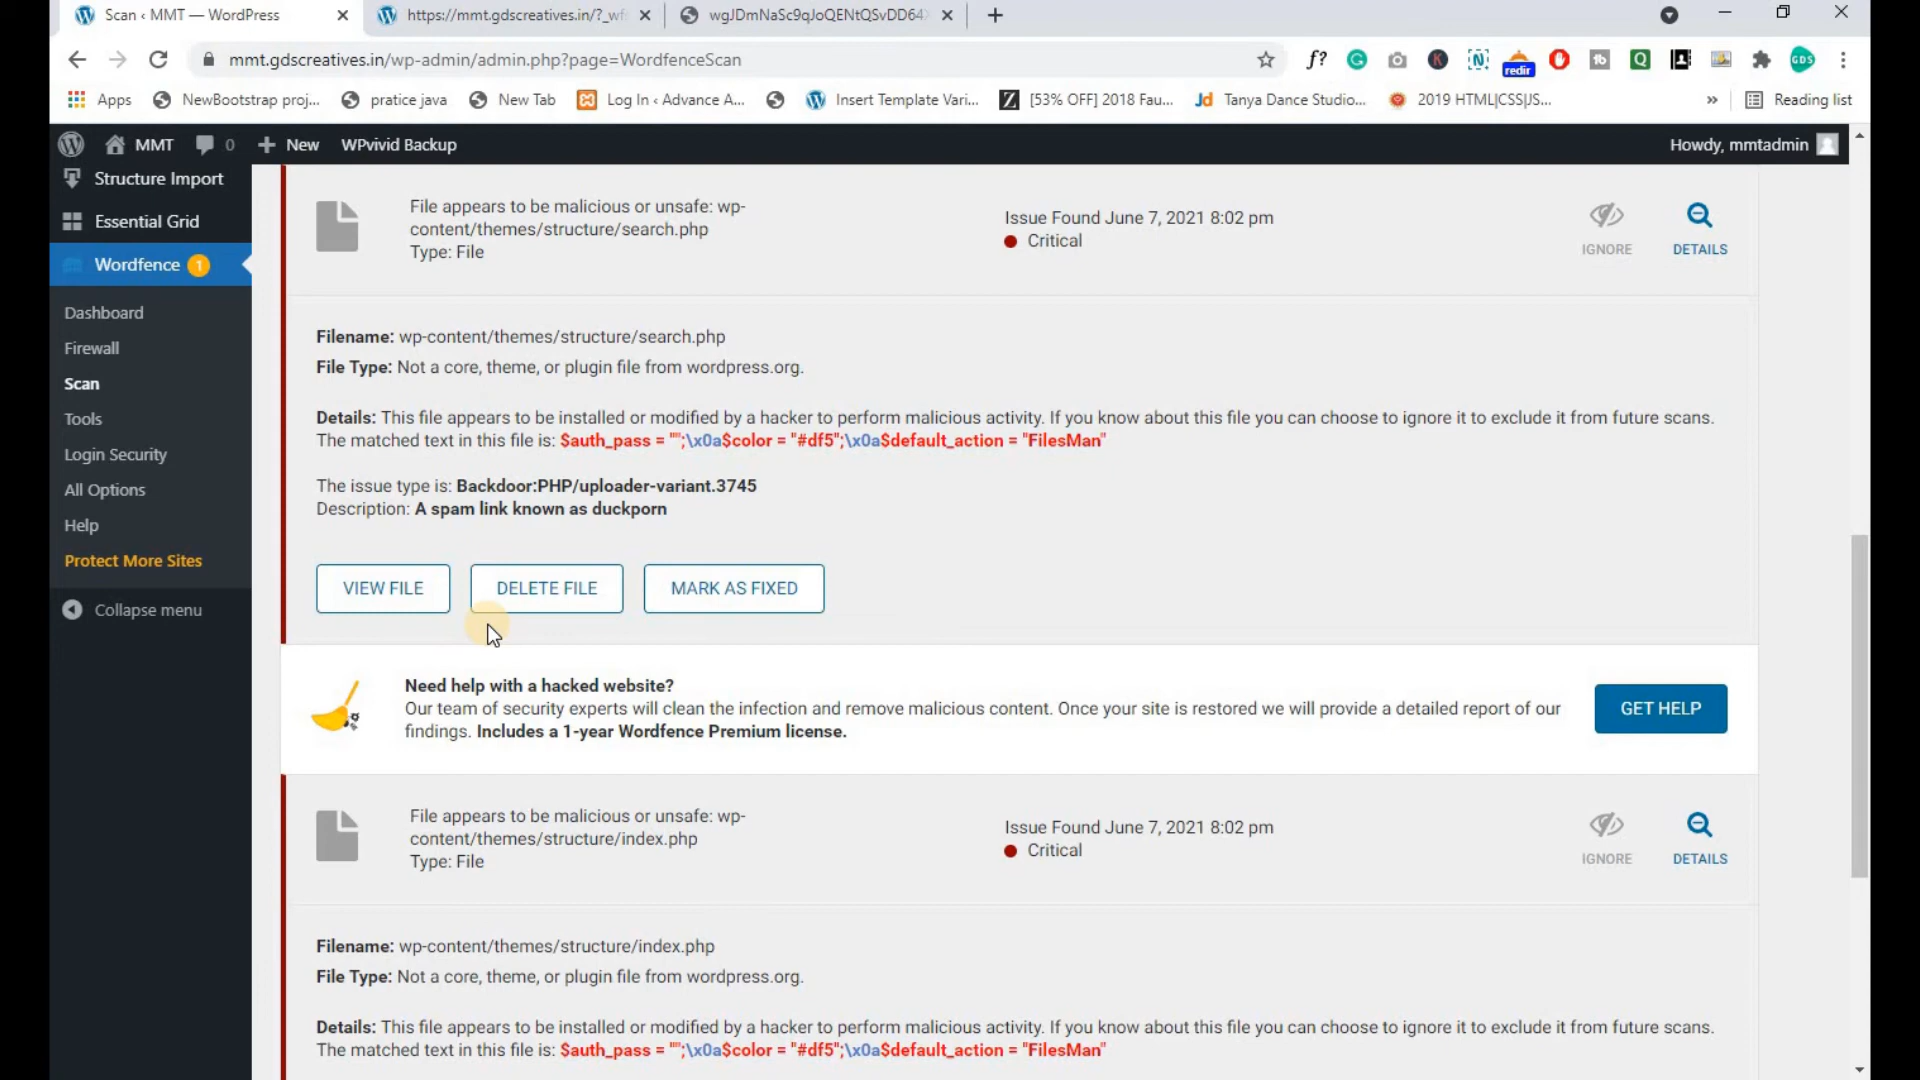 Scan ‹ MMT — WordPress
https://mmt.gdscreatives.in/?_wf
wgJDmNaSc9qJoQENtQSvDD64
mmt.gdscreatives.in/wp-admin/admin.php?page=WordfenceScan
f?
redir
GDS
Apps
NewBootstrap proj...
pratice java
New Tab
Log In ‹ Advance A...
Insert Template Vari...
[53% OFF] 2018 Fau...
Jd
Tanya Dance Studio...
2019 HTML|CSS|JS...
»
Reading list
MMT
0
New
WPvivid Backup
Howdy, mmtadmin
Structure Import
Essential Grid
Wordfence 1
Dashboard
Firewall
Scan
Tools
Login Security
All Options
Help
Protect More Sites
Collapse menu
File appears to be malicious or unsafe: wp-
content/themes/structure/search.php
Type: File
Issue Found June 7, 2021 8:02 pm
Critical
IGNORE
DETAILS
Filename: wp-content/themes/structure/search.php
File Type: Not a core, theme, or plugin file from wordpress.org.
Details: This file appears to be installed or modified by a hacker to perform malicious activity. If you know about this file you can choose to ignore it to exclude it from future scans.
The matched text in this file is: $auth_pass = "";\x0a$color = "#df5";\x0a$default_action = "FilesMan"
The issue type is: Backdoor:PHP/uploader-variant.3745
Description: A spam link known as duckporn
VIEW FILE
DELETE FILE
MARK AS FIXED
Need help with a hacked website?
Our team of security experts will clean the infection and remove malicious content. Once your site is restored we will provide a detailed report of our
findings. Includes a 1-year Wordfence Premium license.
GET HELP
File appears to be malicious or unsafe: wp-
content/themes/structure/index.php
Type: File
Issue Found June 7, 2021 8:02 pm
Critical
IGNORE
DETAILS
Filename: wp-content/themes/structure/index.php
File Type: Not a core, theme, or plugin file from wordpress.org.
Details: This file appears to be installed or modified by a hacker to perform malicious activity. If you know about this file you can choose to ignore it to exclude it from future scans.
The matched text in this file is: $auth_pass = "";\x0a$color = "#df5";\x0a$default_action = "FilesMan"